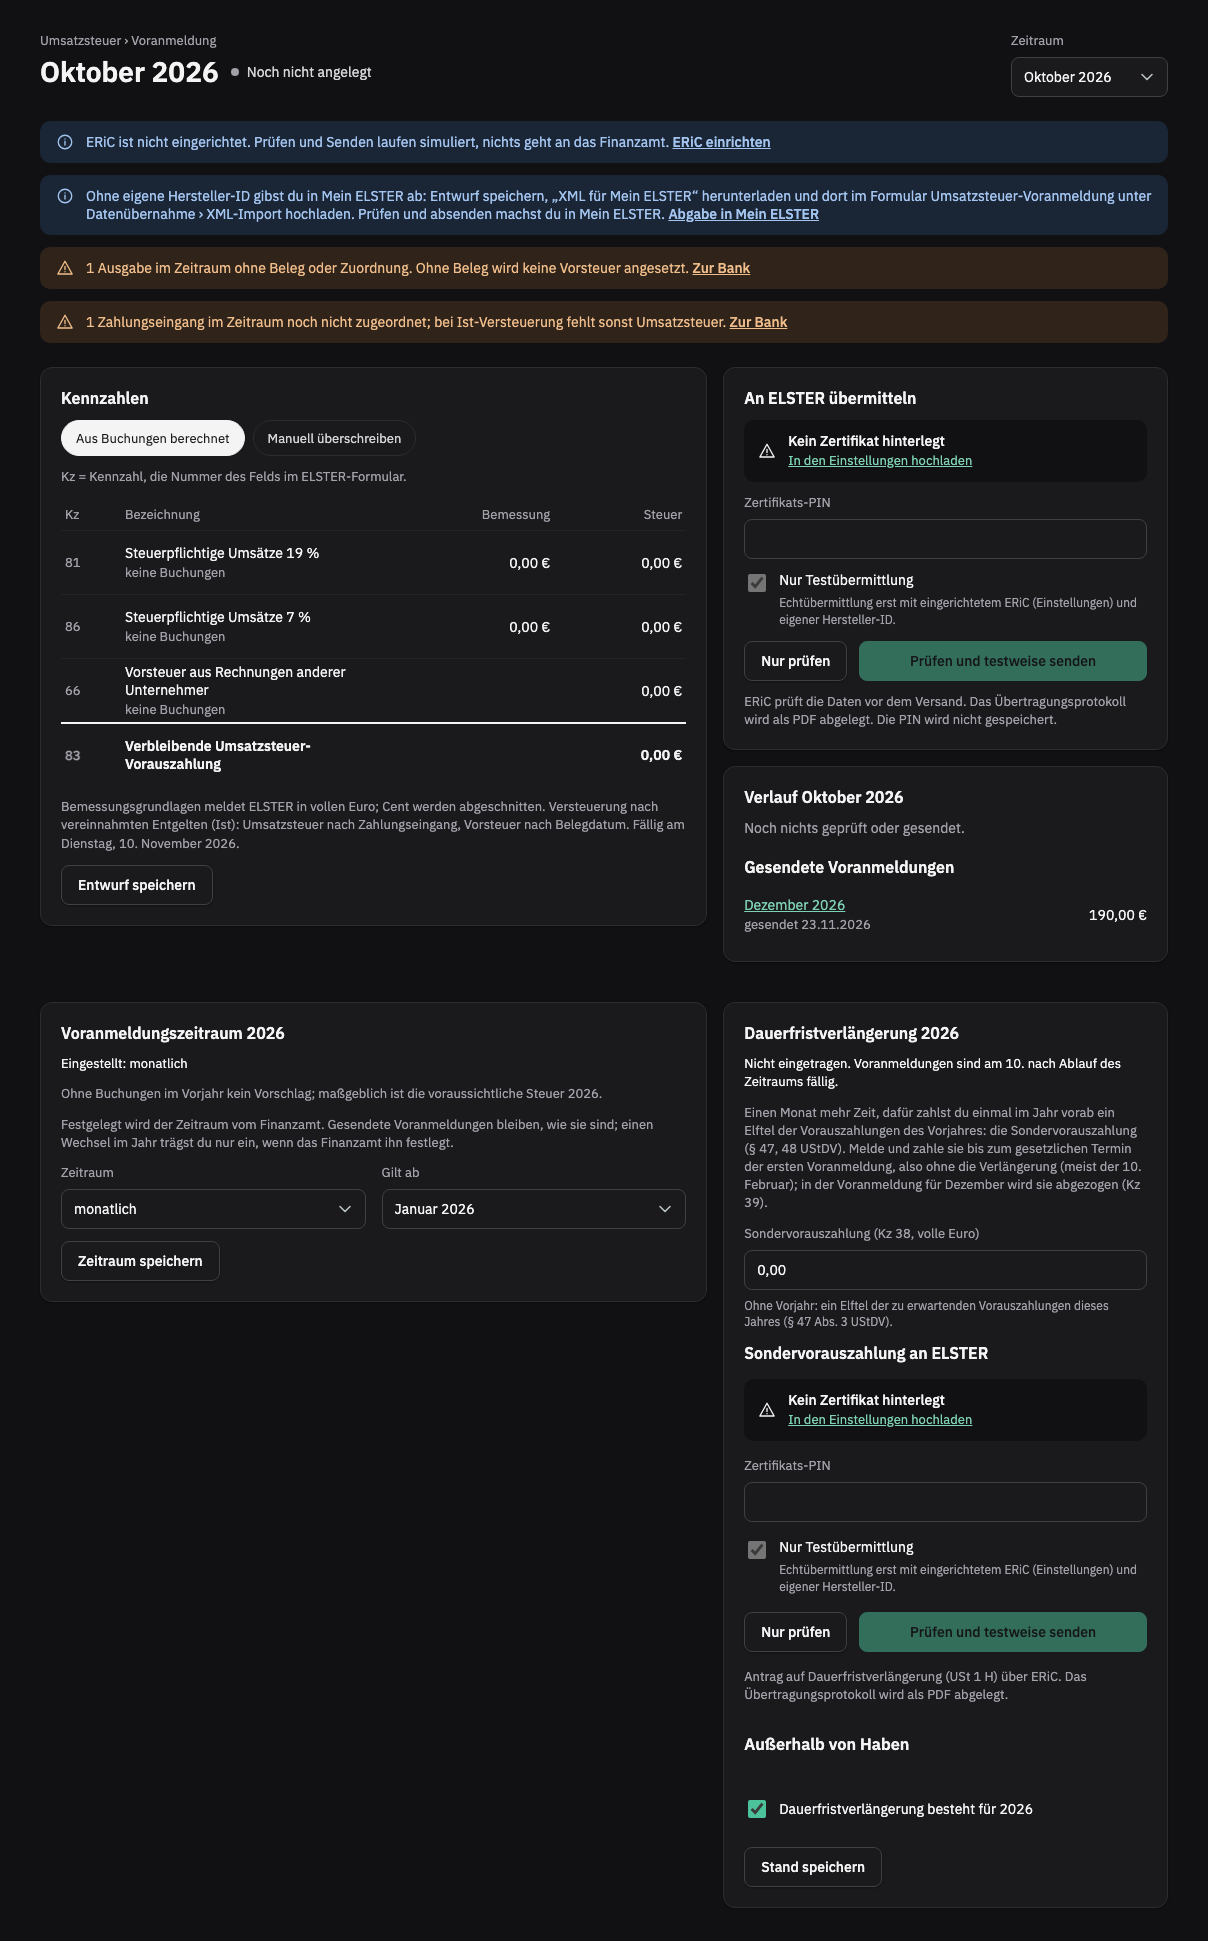 Umsatzsteuer › Voranmeldung
Oktober 2026
Noch nicht angelegt
Zeitraum
Oktober 2026
ERiC ist nicht eingerichtet. Prüfen und Senden laufen simuliert, nichts geht an das Finanzamt. ERiC einrichten
Ohne eigene Hersteller-ID gibst du in Mein ELSTER ab: Entwurf speichern, „XML für Mein ELSTER“ herunterladen und dort im Formular Umsatzsteuer-Voranmeldung unter
Datenübernahme › XML-Import hochladen. Prüfen und absenden machst du in Mein ELSTER. Abgabe in Mein ELSTER
1 Ausgabe im Zeitraum ohne Beleg oder Zuordnung. Ohne Beleg wird keine Vorsteuer angesetzt. Zur Bank
1 Zahlungseingang im Zeitraum noch nicht zugeordnet; bei Ist-Versteuerung fehlt sonst Umsatzsteuer. Zur Bank
Kennzahlen
Aus Buchungen berechnet
Manuell überschreiben
Kz = Kennzahl, die Nummer des Felds im ELSTER-Formular.
Kz Bezeichnung Bemessung Steuer
81 Steuerpflichtige Umsätze 19 % 0,00 € 0,00 €
keine Buchungen
86 Steuerpflichtige Umsätze 7 % 0,00 € 0,00 €
keine Buchungen
Vorsteuer aus Rechnungen anderer
66 Unternehmer 0,00 €
keine Buchungen
83 Verbleibende Umsatzsteuer- 0,00 €
Vorauszahlung
Bemessungsgrundlagen meldet ELSTER in vollen Euro; Cent werden abgeschnitten. Versteuerung nach
vereinnahmten Entgelten (Ist): Umsatzsteuer nach Zahlungseingang, Vorsteuer nach Belegdatum. Fällig am
Dienstag, 10. November 2026.
Entwurf speichern
An ELSTER übermitteln
Kein Zertifikat hinterlegt
In den Einstellungen hochladen
Zertifikats-PIN
Nur Testübermittlung
Echtübermittlung erst mit eingerichtetem ERiC (Einstellungen) und
eigener Hersteller-ID.
Nur prüfen
Prüfen und testweise senden
ERiC prüft die Daten vor dem Versand. Das Übertragungsprotokoll
wird als PDF abgelegt. Die PIN wird nicht gespeichert.
Verlauf Oktober 2026
Noch nichts geprüft oder gesendet.
Gesendete Voranmeldungen
Dezember 2026
gesendet 23.11.2026
190,00 €
Voranmeldungszeitraum 2026
Eingestellt: monatlich
Ohne Buchungen im Vorjahr kein Vorschlag; maßgeblich ist die voraussichtliche Steuer 2026.
Festgelegt wird der Zeitraum vom Finanzamt. Gesendete Voranmeldungen bleiben, wie sie sind; einen
Wechsel im Jahr trägst du nur ein, wenn das Finanzamt ihn festlegt.
Zeitraum
Gilt ab
monatlich
Januar 2026
Zeitraum speichern
Dauerfristverlängerung 2026
Nicht eingetragen. Voranmeldungen sind am 10. nach Ablauf des
Zeitraums fällig.
Einen Monat mehr Zeit, dafür zahlst du einmal im Jahr vorab ein
Elftel der Vorauszahlungen des Vorjahres: die Sondervorauszahlung
(§ 47, 48 UStDV). Melde und zahle sie bis zum gesetzlichen Termin
der ersten Voranmeldung, also ohne die Verlängerung (meist der 10.
Februar); in der Voranmeldung für Dezember wird sie abgezogen (Kz
39).
Sondervorauszahlung (Kz 38, volle Euro)
0,00
Ohne Vorjahr: ein Elftel der zu erwartenden Vorauszahlungen dieses
Jahres (§ 47 Abs. 3 UStDV).
Sondervorauszahlung an ELSTER
Kein Zertifikat hinterlegt
In den Einstellungen hochladen
Zertifikats-PIN
Nur Testübermittlung
Echtübermittlung erst mit eingerichtetem ERiC (Einstellungen) und
eigener Hersteller-ID.
Nur prüfen
Prüfen und testweise senden
Antrag auf Dauerfristverlängerung (USt 1 H) über ERiC. Das
Übertragungsprotokoll wird als PDF abgelegt.
Außerhalb von Haben
Dauerfristverlängerung besteht für 2026
Stand speichern